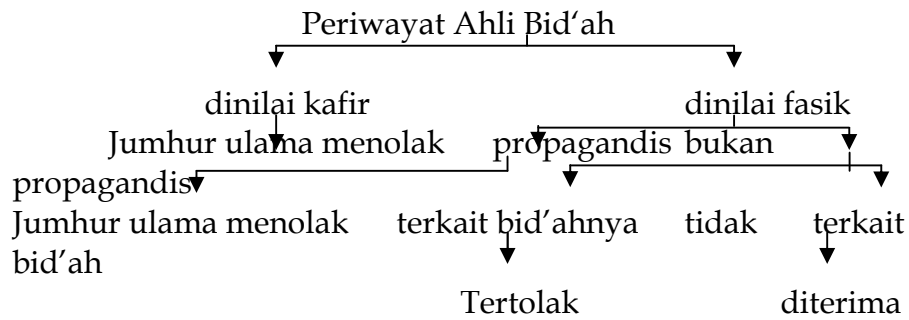 Periwayat Ahli Bid‘ah
dinilai kafir dinilai fasik
Jumhur ulama menolak propagandis bukan
propagandis
Jumhur ulama menolak terkait bid’ahnya tidak terkait
bid’ah
Tertolak diterima